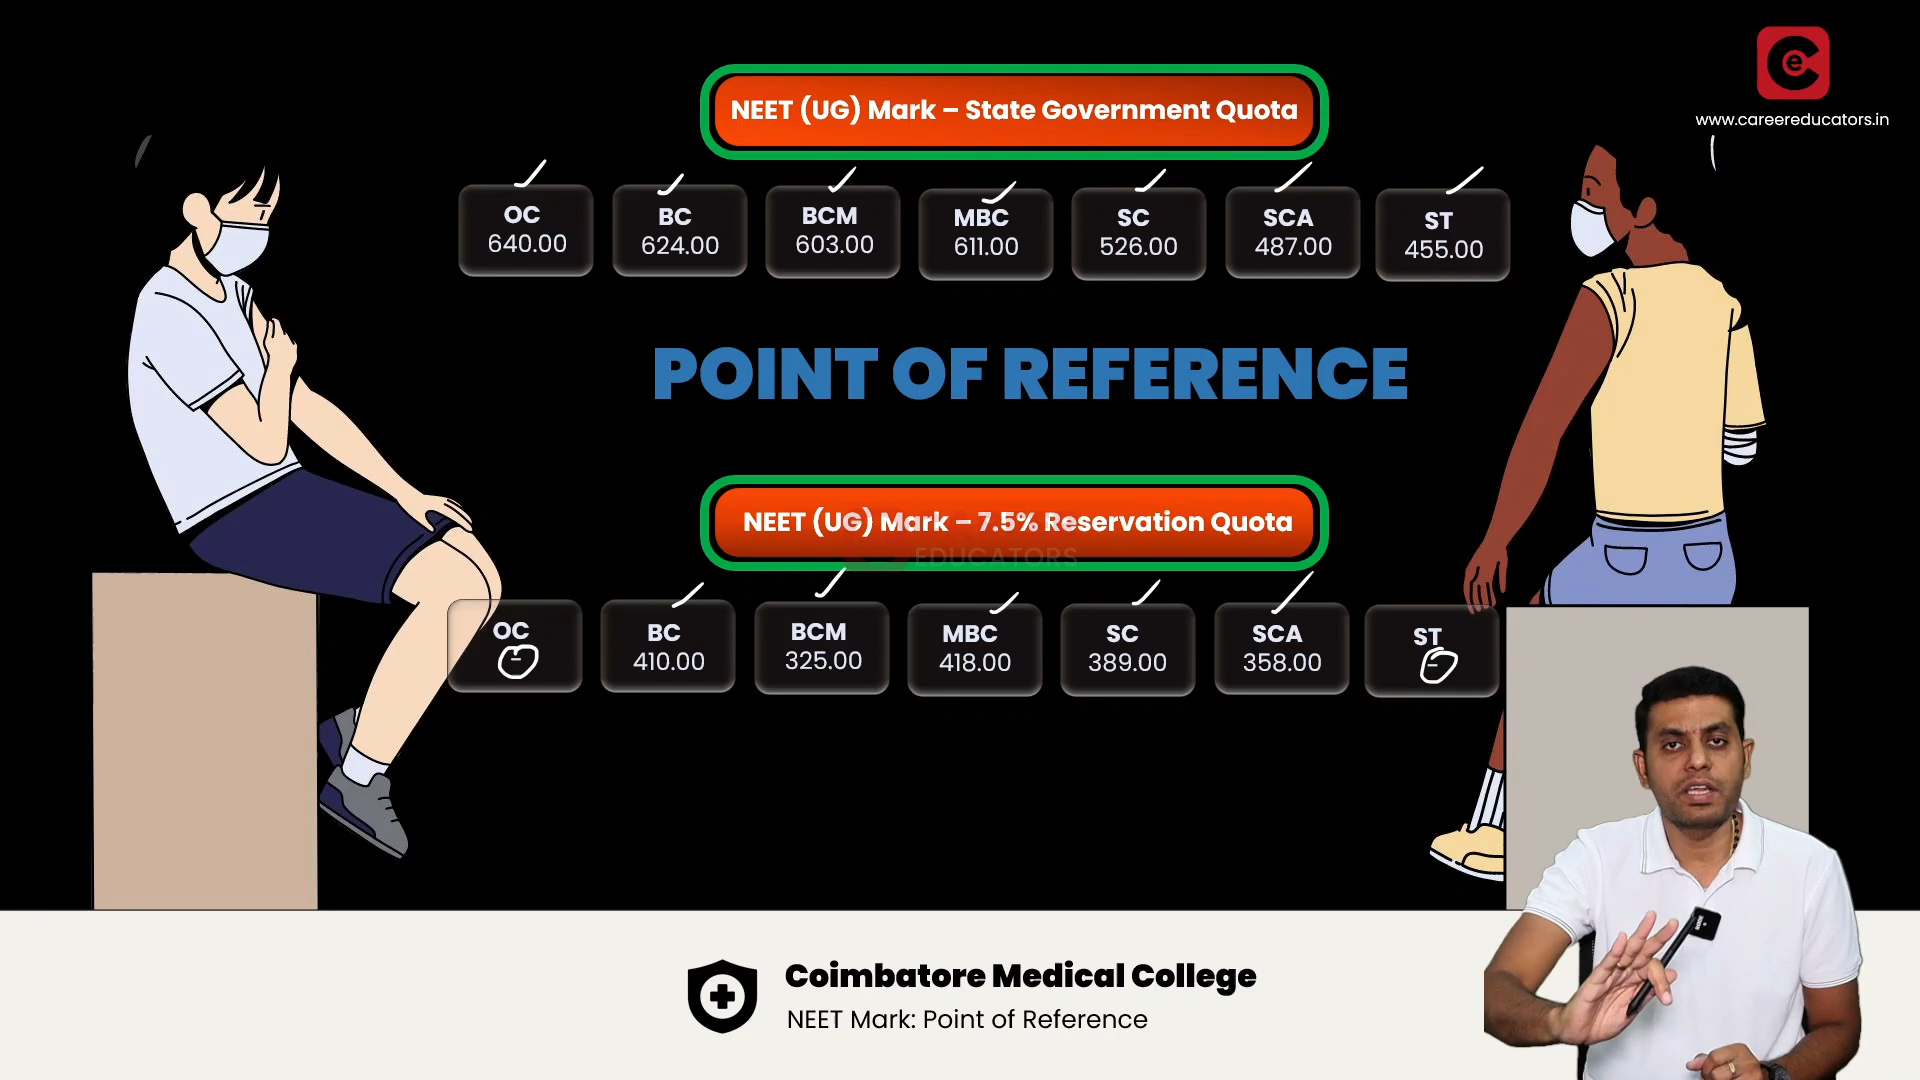 e
www.careereducators.in
NEET (UG) Mark – State Government Quota
OC
640.00
BC
624.00
BCM
603.00
MBC
611.00
SC
526.00
SCA
487.00
ST
455.00
POINT OF REFERENCE
NEET (UG) Mark – 7.5% Reservation Quota
EDUCATORS
OC
–
BC
410.00
BCM
325.00
MBC
418.00
SC
389.00
SCA
358.00
ST
–
Coimbatore Medical College
NEET Mark: Point of Reference